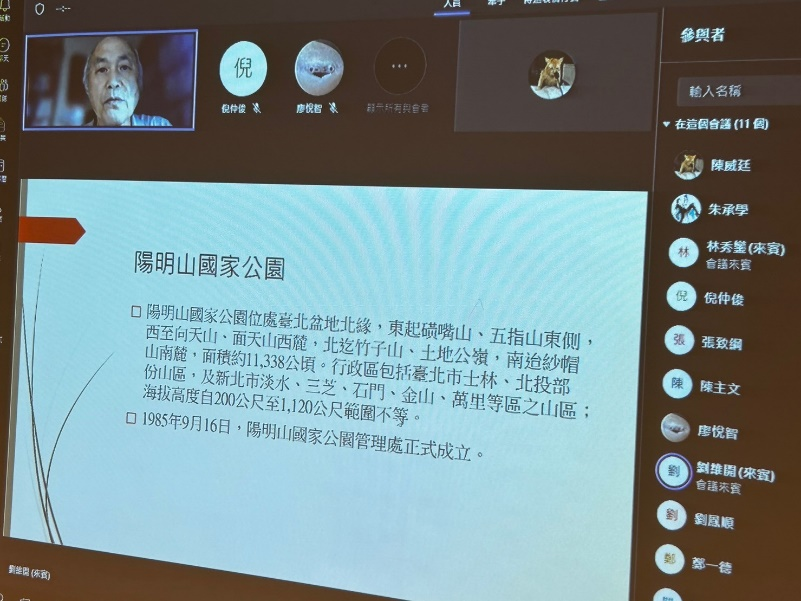 人員
倪
倪仲俊
廖悅智
顯示所有與會者
陽明山國家公園
陽明山國家公園位處臺北盆地北緣，東起磺嘴山、五指山東側，
西至向天山、面天山西麓，北迄竹子山、土地公嶺，南迨紗帽
山南麓，面積約11,338公頃。行政區包括臺北市士林、北投部
份山區，及新北市淡水、三芝、石門、金山、萬里等區之山區；
海拔高度自200公尺至1,120公尺範圍不等。
1985年9月16日，陽明山國家公園管理處正式成立。
劉維開 (來賓)
參與者
輸入名稱
在這個會議 (11 個)
陳威廷
朱承學
林
林秀鑾 (來賓)
會議來賓
倪
倪仲俊
張
張致綱
陳
陳主文
廖悅智
劉
劉維開 (來賓)
會議來賓
劉
劉鳳順
鄭
鄭一德